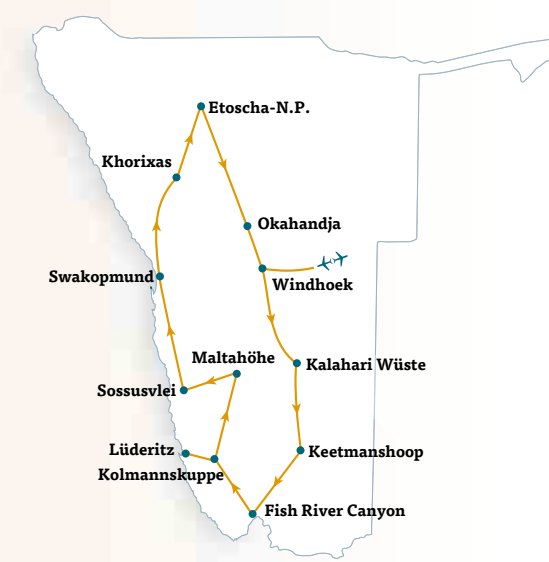 Etoscha-N.P.
Khorixas
Okahandja
Swakopmund
Windhoek
Maltahöhe
Kalahari Wüste
Sossusvlei
Lüderitz
Keetmanshoop
Kolmannskuppe
Fish River Canyon